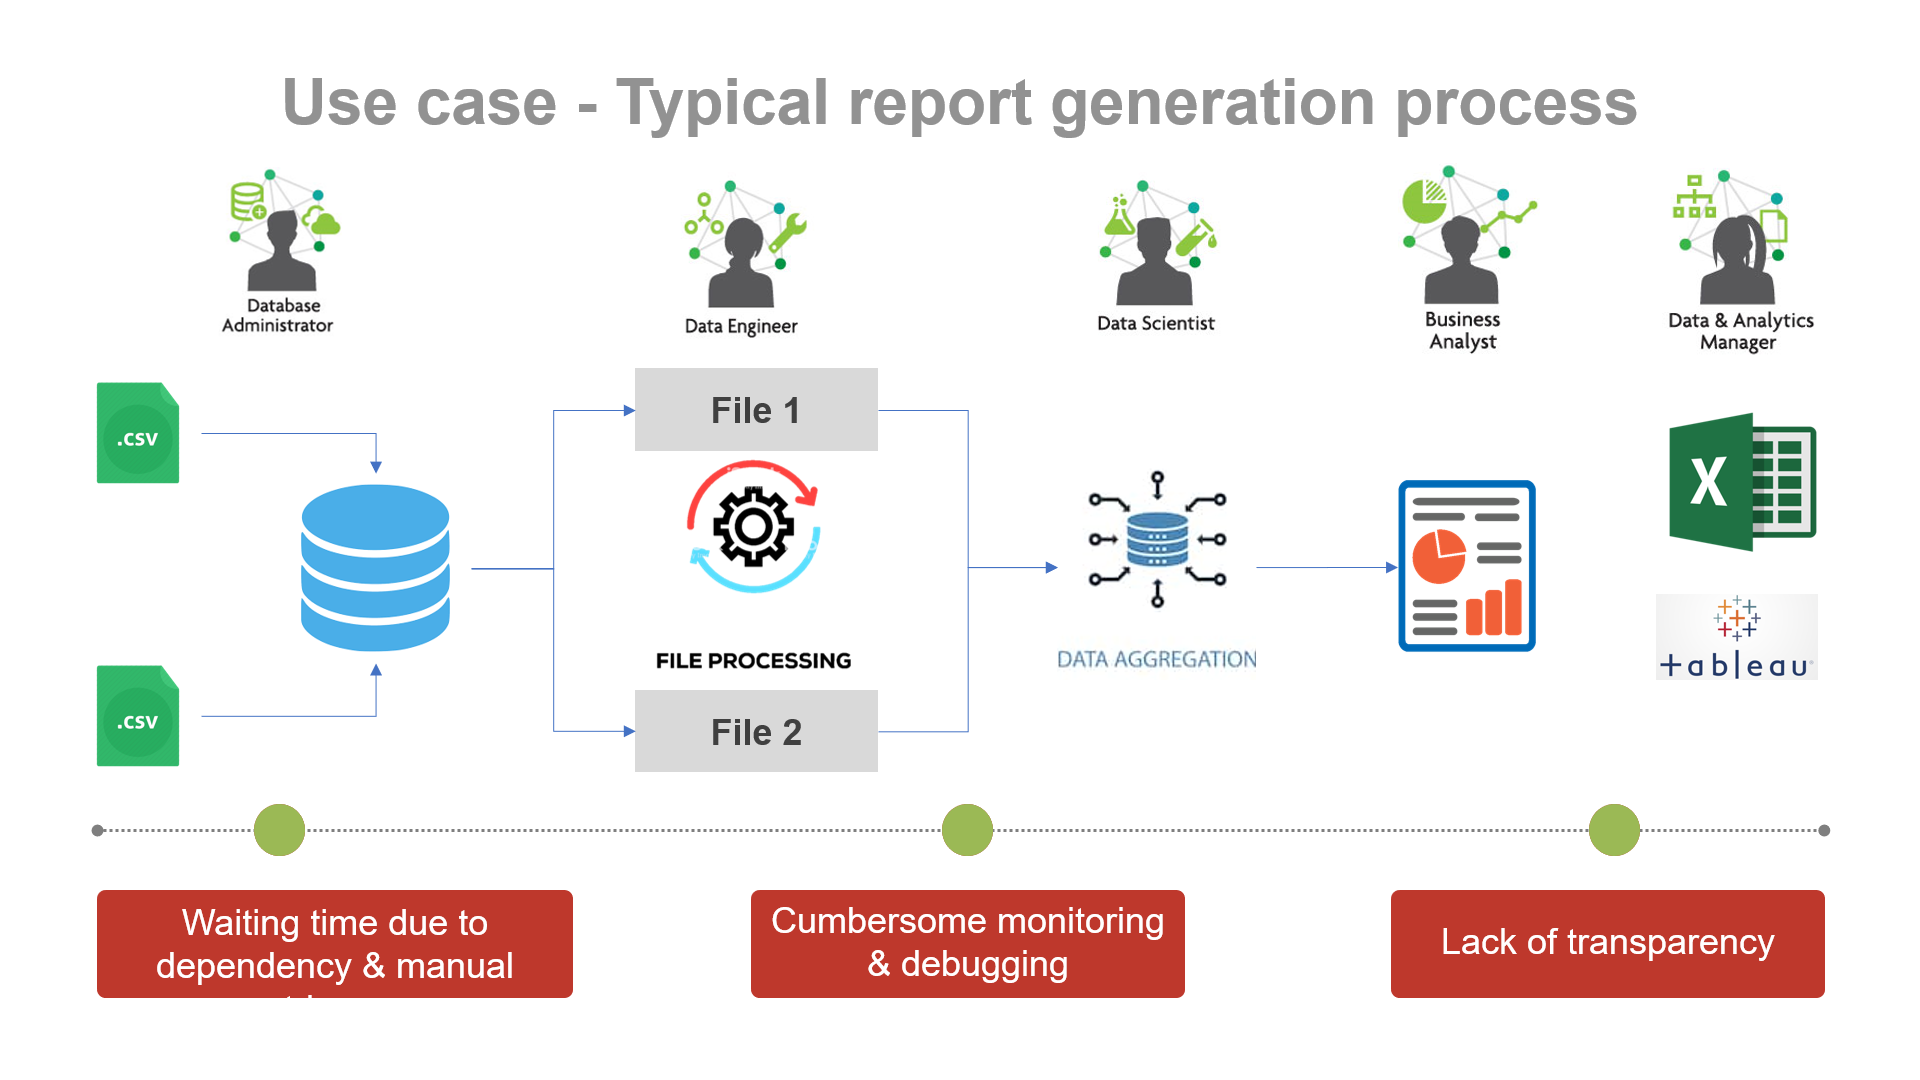 Use case - Typical report generation process
Database
Administrator
Data Engineer
Data Scientist
Business
Analyst
Data & Analytics
Manager
.csv
File 1
X
FILE PROCESSING
DATA AGGREGATION
+ableau
.csv
File 2
Waiting time due to
dependency & manual
Cumbersome monitoring
& debugging
Lack of transparency